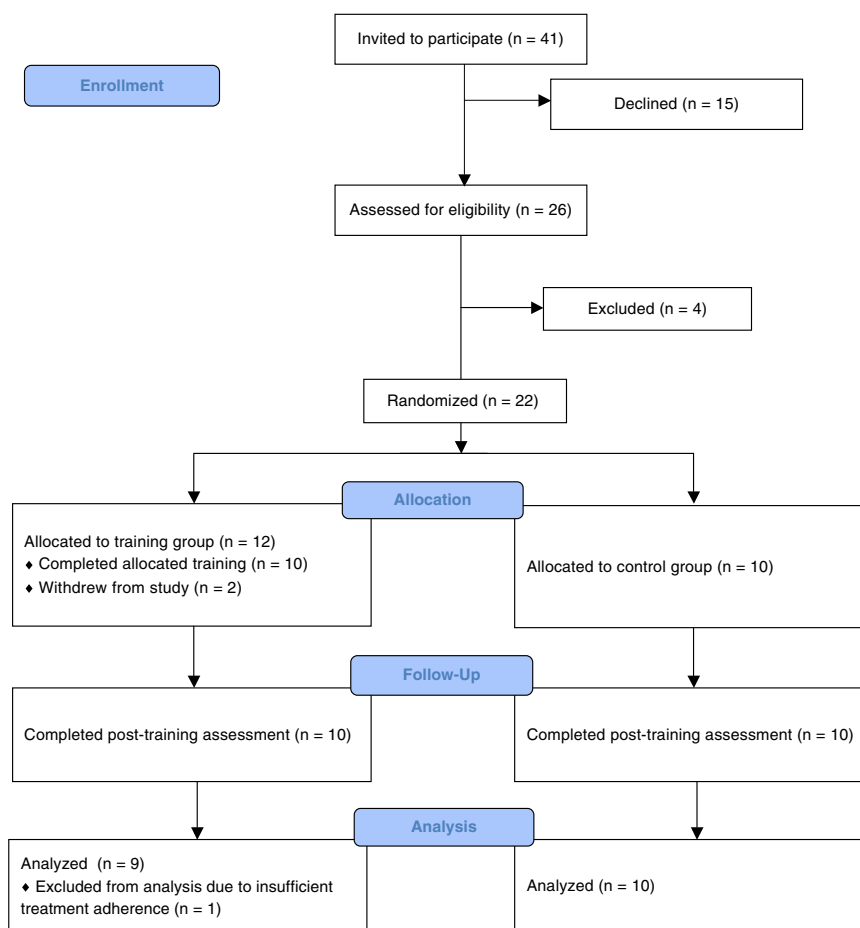 Invited to participate (n = 41)
Enrollment
Declined (n = 15)
Assessed for eligibility (n = 26)
Excluded (n = 4)
Randomized (n = 22)
Allocation
Allocated to training group (n = 12)
♦ Completed allocated training (n = 10)
♦ Withdrew from study (n = 2)
Allocated to control group (n = 10)
Follow-Up
Completed post-training assessment (n = 10)
Completed post-training assessment (n = 10)
Analysis
Analyzed (n = 9)
♦ Excluded from analysis due to insufficient
treatment adherence (n = 1)
Analyzed (n = 10)